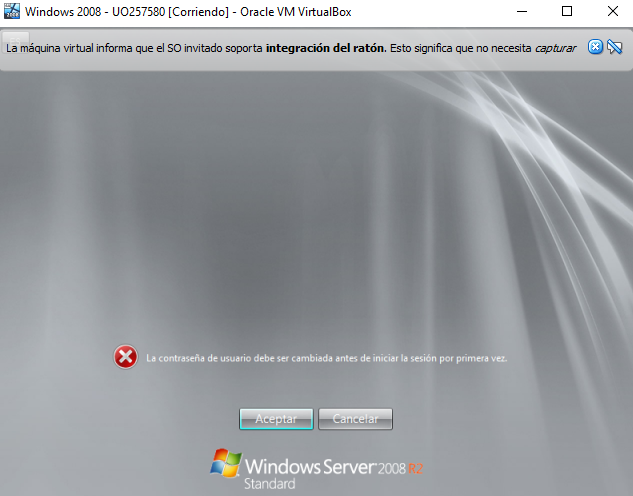 Windows 2008 - UO257580 [Corriendo] - Oracle VM VirtualBox
La máquina virtual informa que el SO invitado soporta integración del ratón. Esto significa que no necesita capturar
La contraseña de usuario debe ser cambiada antes de iniciar la sesión por primera vez.
Aceptar Cancelar
Windows Server 2008 R2
Standard